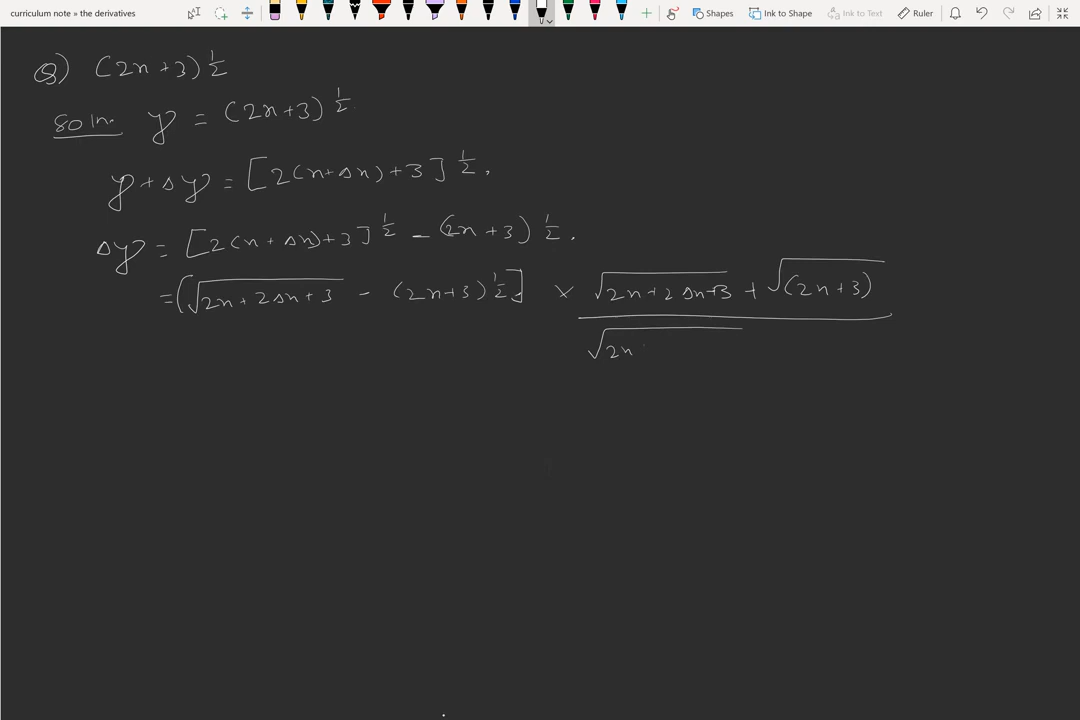 curriculum note » the derivatives
Shapes Ink to Shape Ink to Text Ruler
Q) (2x+3)^{1/2}
Soln. y = (2x+3)^{1/2}
y+Δy = [2(x+Δx)+3]^{1/2}.
Δy = [2(x+Δx)+3]^{1/2} - (2x+3)^{1/2}.
= [√(2x+2Δx+3) - (2x+3)^{1/2}] × (√(2x+2Δx+3) + √(2x+3))
√2x